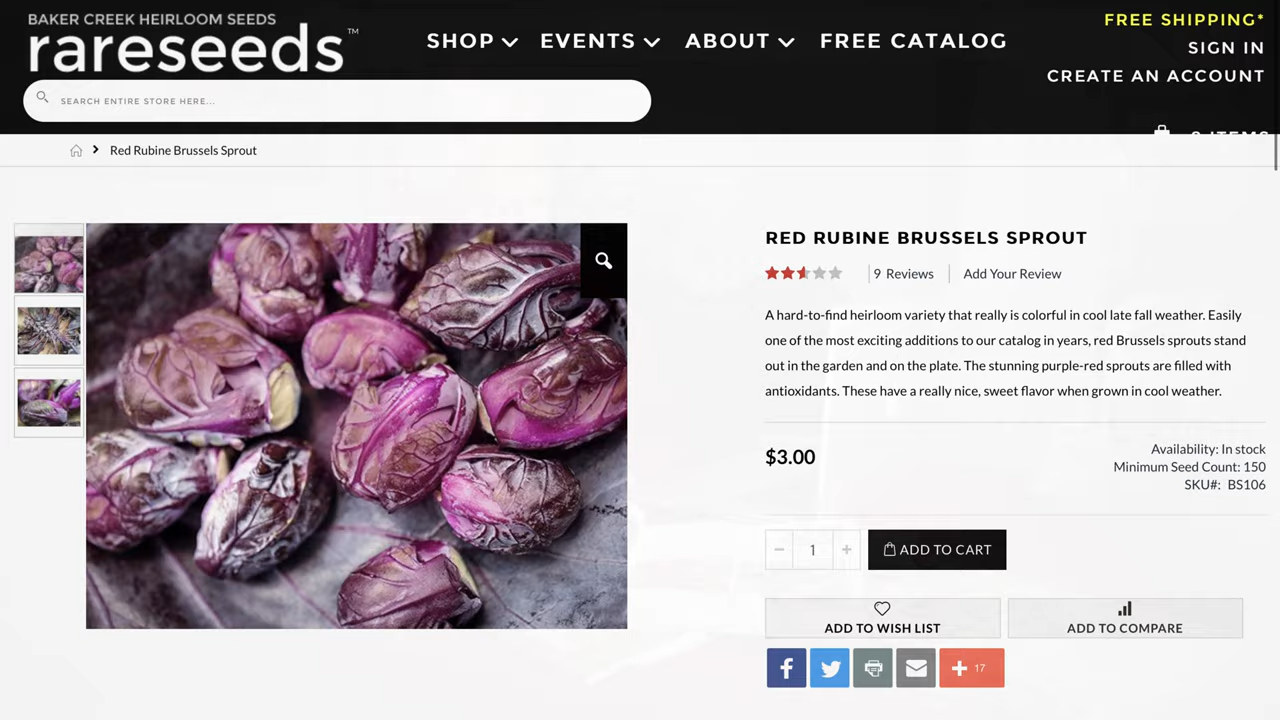 BAKER CREEK HEIRLOOM SEEDS
rareseeds™
SHOP EVENTS ABOUT FREE CATALOG
FREE SHIPPING*
SIGN IN
CREATE AN ACCOUNT
SEARCH ENTIRE STORE HERE...
ITEMS
Red Rubine Brussels Sprout
RED RUBINE BRUSSELS SPROUT
9 Reviews Add Your Review
A hard-to-find heirloom variety that really is colorful in cool late fall weather. Easily
one of the most exciting additions to our catalog in years, red Brussels sprouts stand
out in the garden and on the plate. The stunning purple-red sprouts are filled with
antioxidants. These have a really nice, sweet flavor when grown in cool weather.
$3.00
Availability: In stock
Minimum Seed Count: 150
SKU#: BS106
− 1 + ADD TO CART
ADD TO WISH LIST
ADD TO COMPARE
17